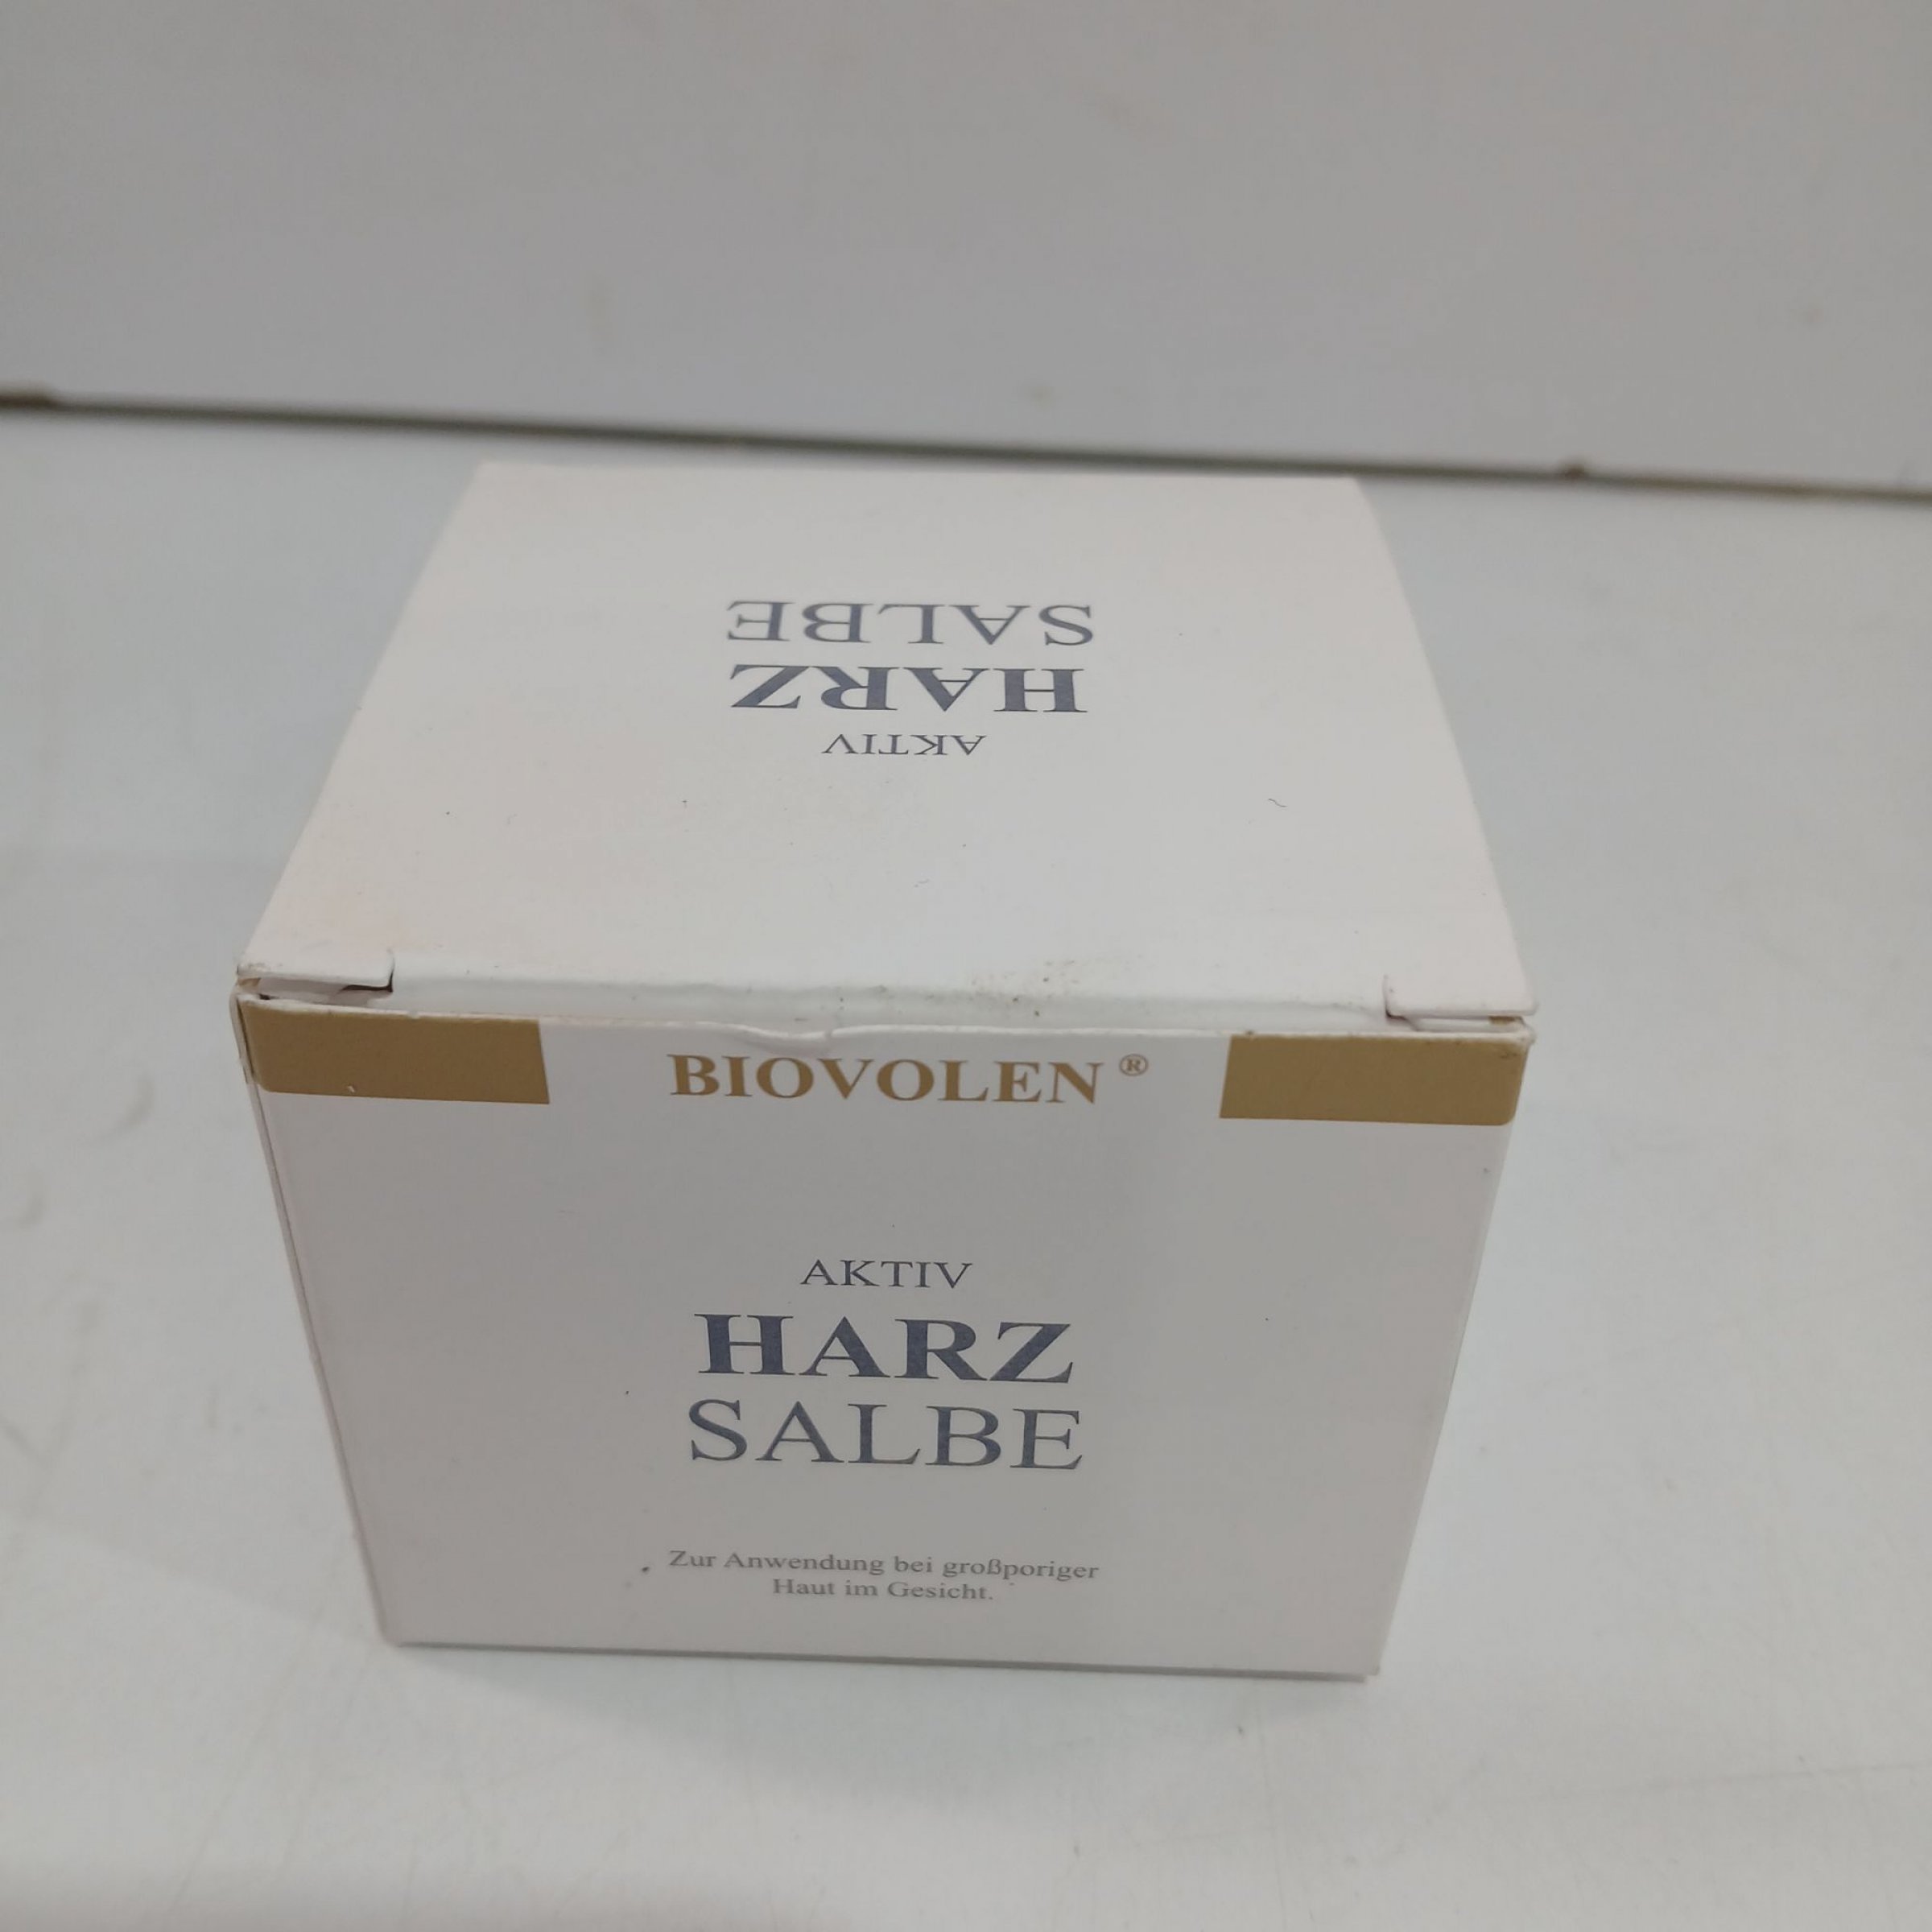 SALBE
HARZ
AKTIV
BIOVOLEN®
AKTIV
HARZ
SALBE
Zur Anwendung bei großporiger
Haut im Gesicht.